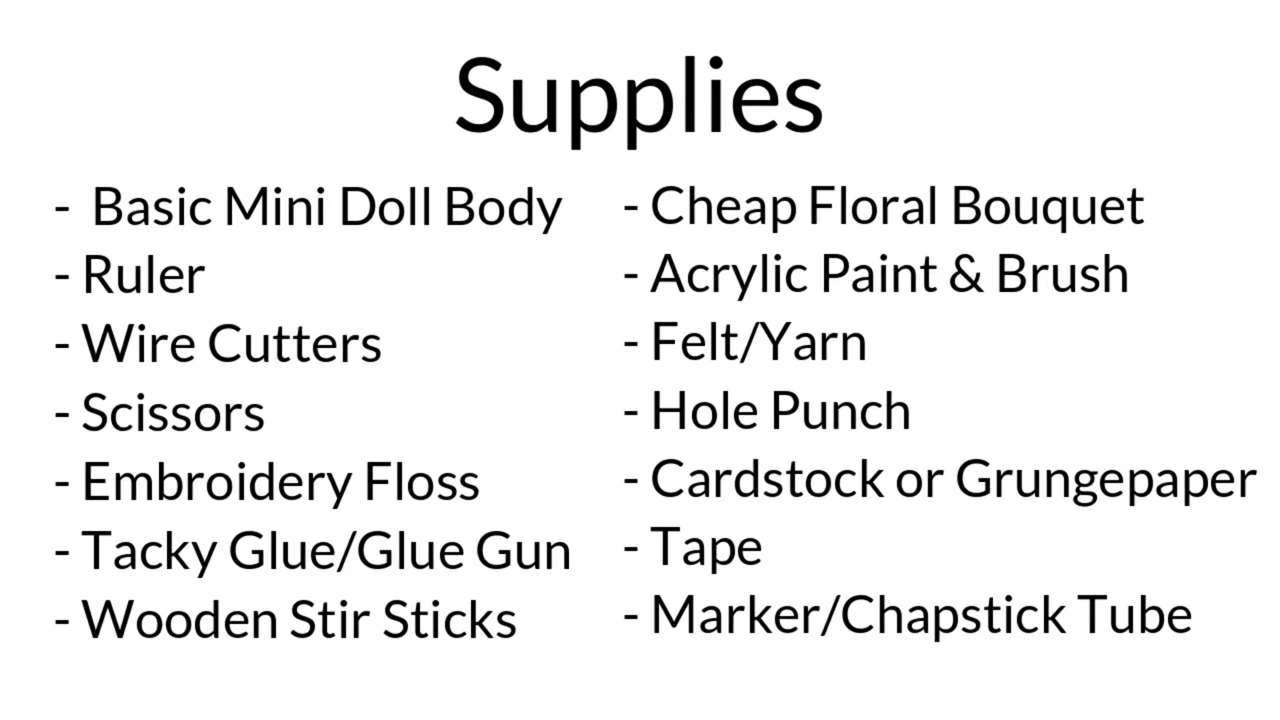 Supplies
- Basic Mini Doll Body
- Ruler
- Wire Cutters
- Scissors
- Embroidery Floss
- Tacky Glue/Glue Gun
- Wooden Stir Sticks
- Cheap Floral Bouquet
- Acrylic Paint & Brush
- Felt/Yarn
- Hole Punch
- Cardstock or Grungepaper
- Tape
- Marker/Chapstick Tube